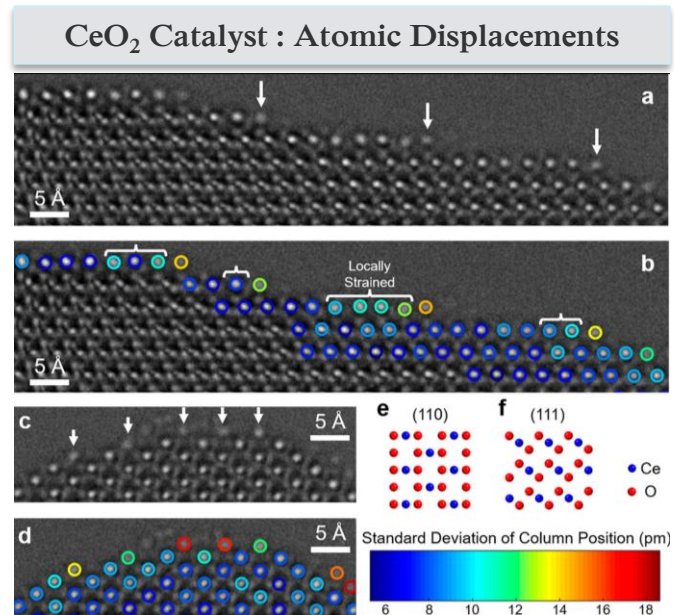 CeO₂ Catalyst : Atomic Displacements
a
5 Å
b
Locally
Strained
5 Å
c
5 Å
e
(110)
f
(111)
Ce
O
d
5 Å
Standard Deviation of Column Position (pm)
6 8 10 12 14 16 18